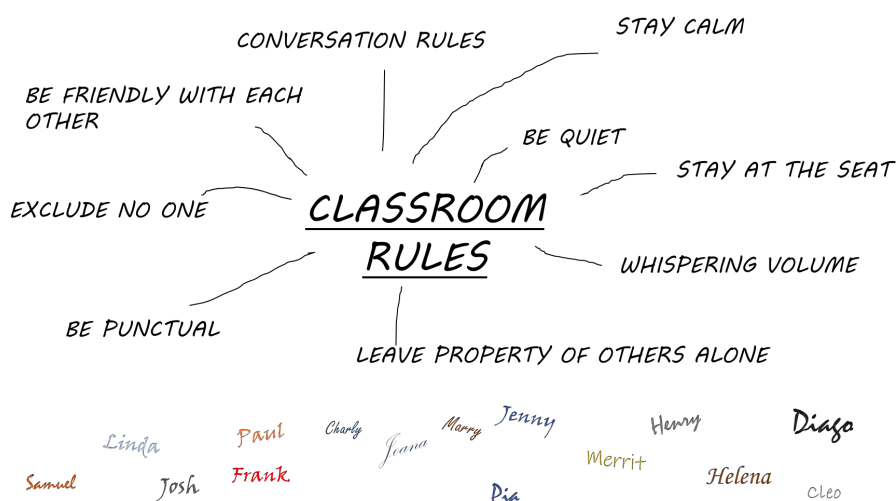 STAY CALM
CONVERSATION RULES
BE FRIENDLY WITH EACH
OTHER
BE QUIET
STAY AT THE SEAT
EXCLUDE NO ONE
CLASSROOM
RULES
WHISPERING VOLUME
BE PUNCTUAL
LEAVE PROPERTY OF OTHERS ALONE
Linda
Paul
Charly
Joana
Marry
Jenny
Henry
Diago
Samuel
Josh
Frank
Pia
Merrit
Helena
Cleo